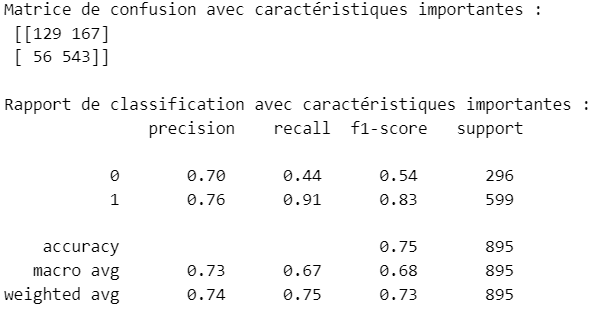 Matrice de confusion avec caractéristiques importantes :
[[129 167]
[ 56 543]]
Rapport de classification avec caractéristiques importantes :
precision recall f1-score support
0 0.70 0.44 0.54 296
1 0.76 0.91 0.83 599
accuracy 0.75 895
macro avg 0.73 0.67 0.68 895
weighted avg 0.74 0.75 0.73 895